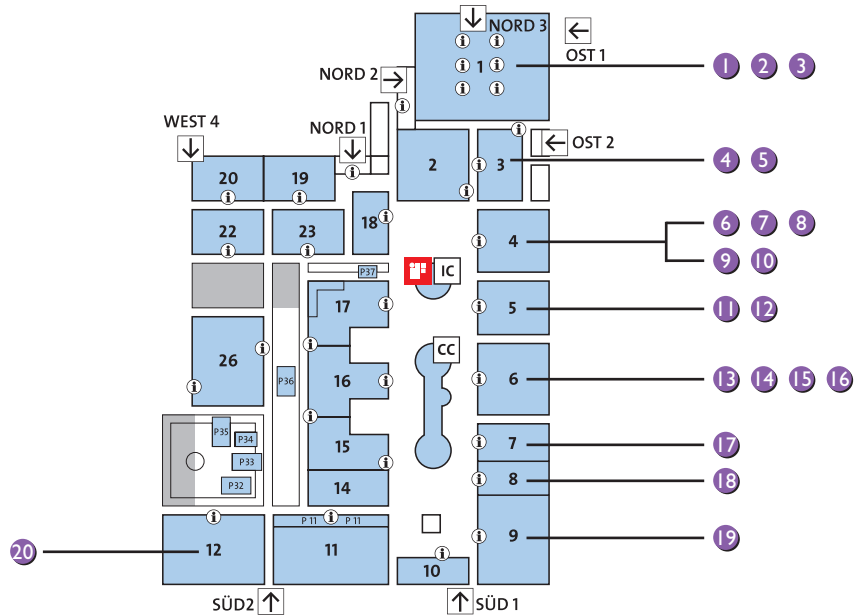 NORD 3
OST 1
1
1 2 3
NORD 2
WEST 4
NORD 1
OST 2
20
19
2
3
4 5
18
22
23
4
6 7 8
9 10
P37
IC
17
5
11 12
CC
26
P36
16
6
13 14 15 16
P35
P34
P33
P32
15
7
17
14
8
18
P 11 P 11
20
12
11
10
9
19
SÜD2
SÜD 1